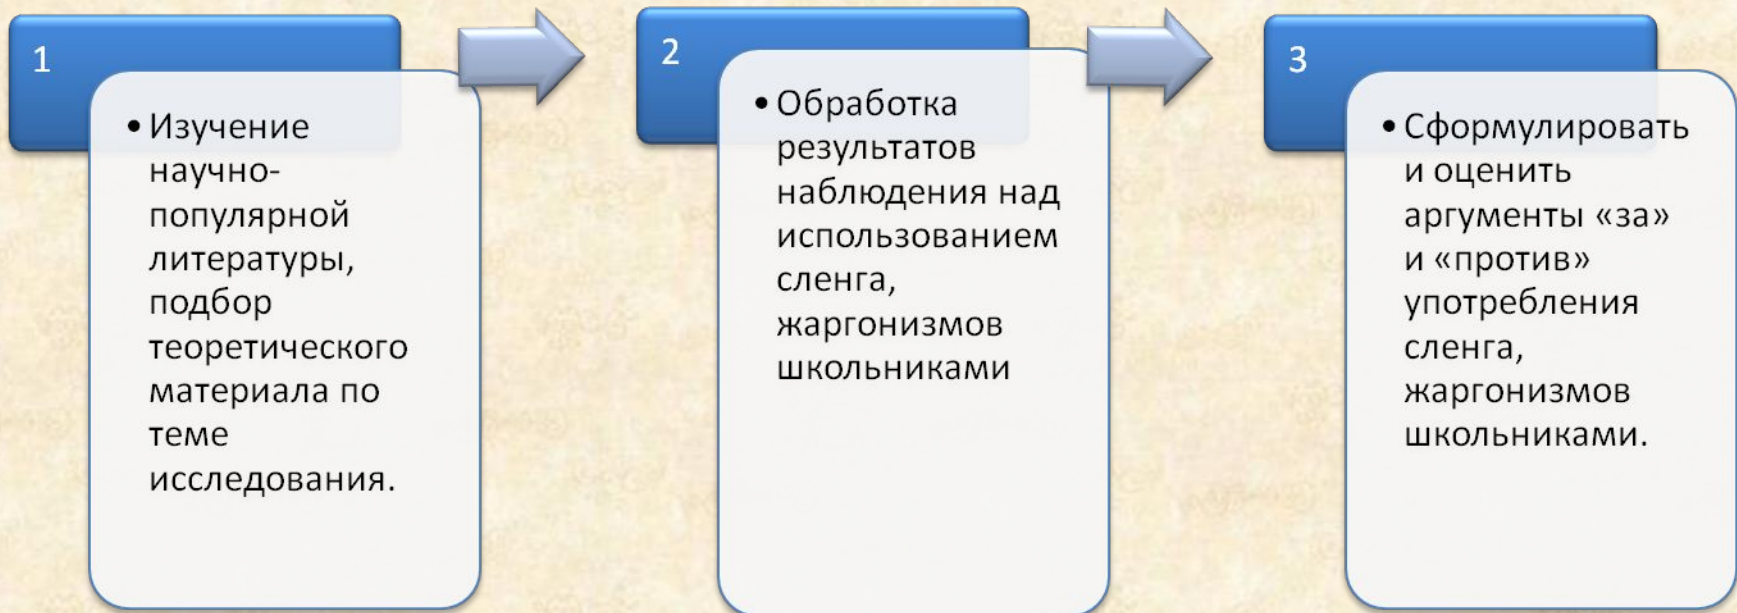 1
• Изучение
научно-
популярной
литературы,
подбор
теоретического
материала по
теме
исследования.
2
• Обработка
результатов
наблюдения над
использованием
сленга,
жаргонизмов
школьниками
3
• Сформулировать
и оценить
аргументы «за»
и «против»
употребления
сленга,
жаргонизмов
школьниками.